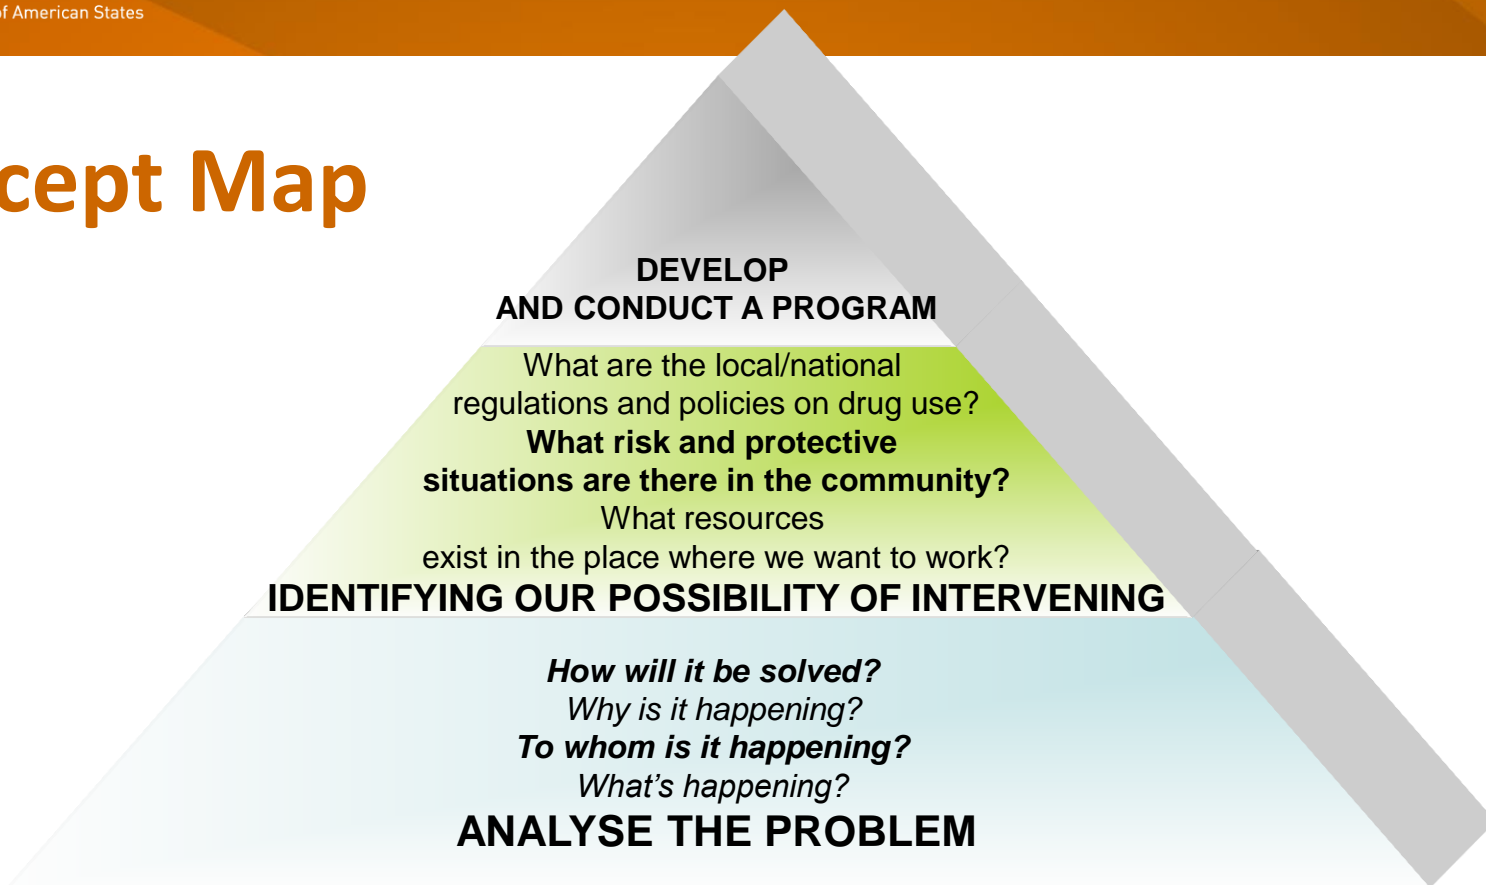 of American States
cept Map
DEVELOP
AND CONDUCT A PROGRAM
What are the local/national
regulations and policies on drug use?
What risk and protective
situations are there in the community?
What resources
exist in the place where we want to work?
IDENTIFYING OUR POSSIBILITY OF INTERVENING
How will it be solved?
Why is it happening?
To whom is it happening?
What’s happening?
ANALYSE THE PROBLEM